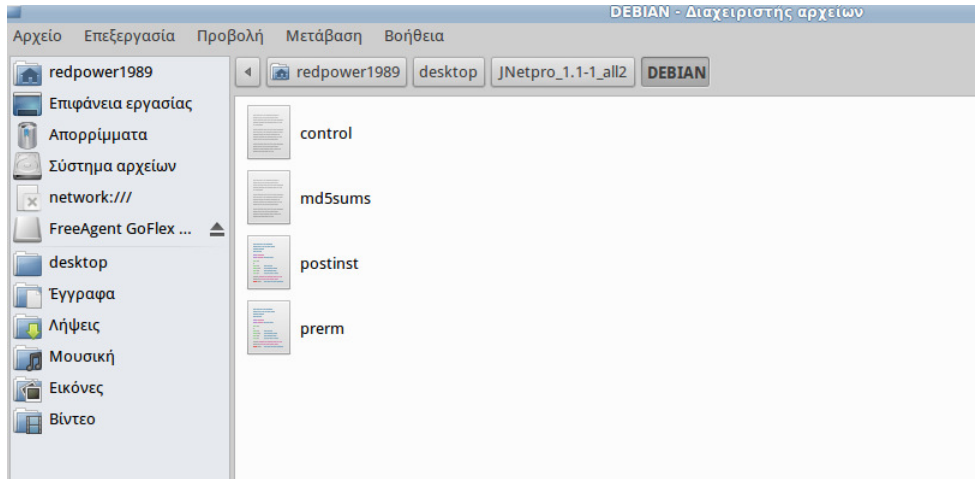 DEBIAN - Διαχειριστής αρχείων
Αρχείο Επεξεργασία Προβολή Μετάβαση Βοήθεια
redpower1989
Επιφάνεια εργασίας
Απορρίμματα
Σύστημα αρχείων
network:///
FreeAgent GoFlex ...
desktop
Έγγραφα
Λήψεις
Μουσική
Εικόνες
Βίντεο
redpower1989 desktop JNetpro_1.1-1_all2 DEBIAN
control
md5sums
postinst
prerm